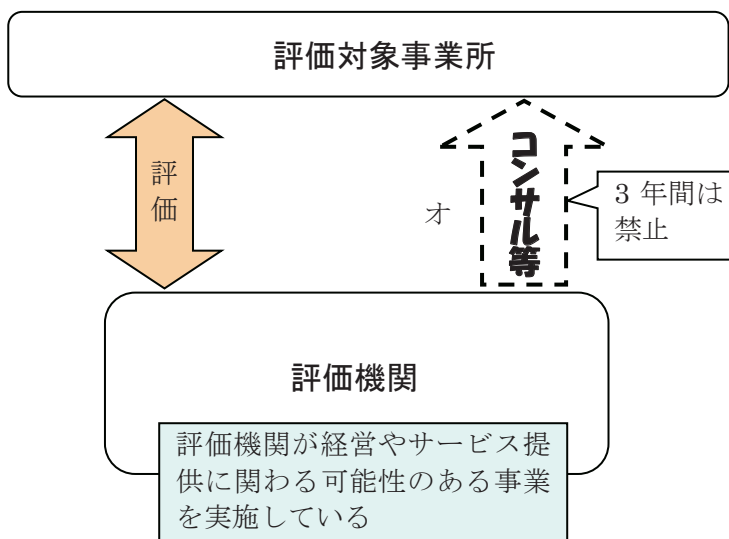 評価対象事業所
評
価
オ
コンサル等
3 年間は
禁止
評価機関
評価機関が経営やサービス提
供に関わる可能性のある事業
を実施している